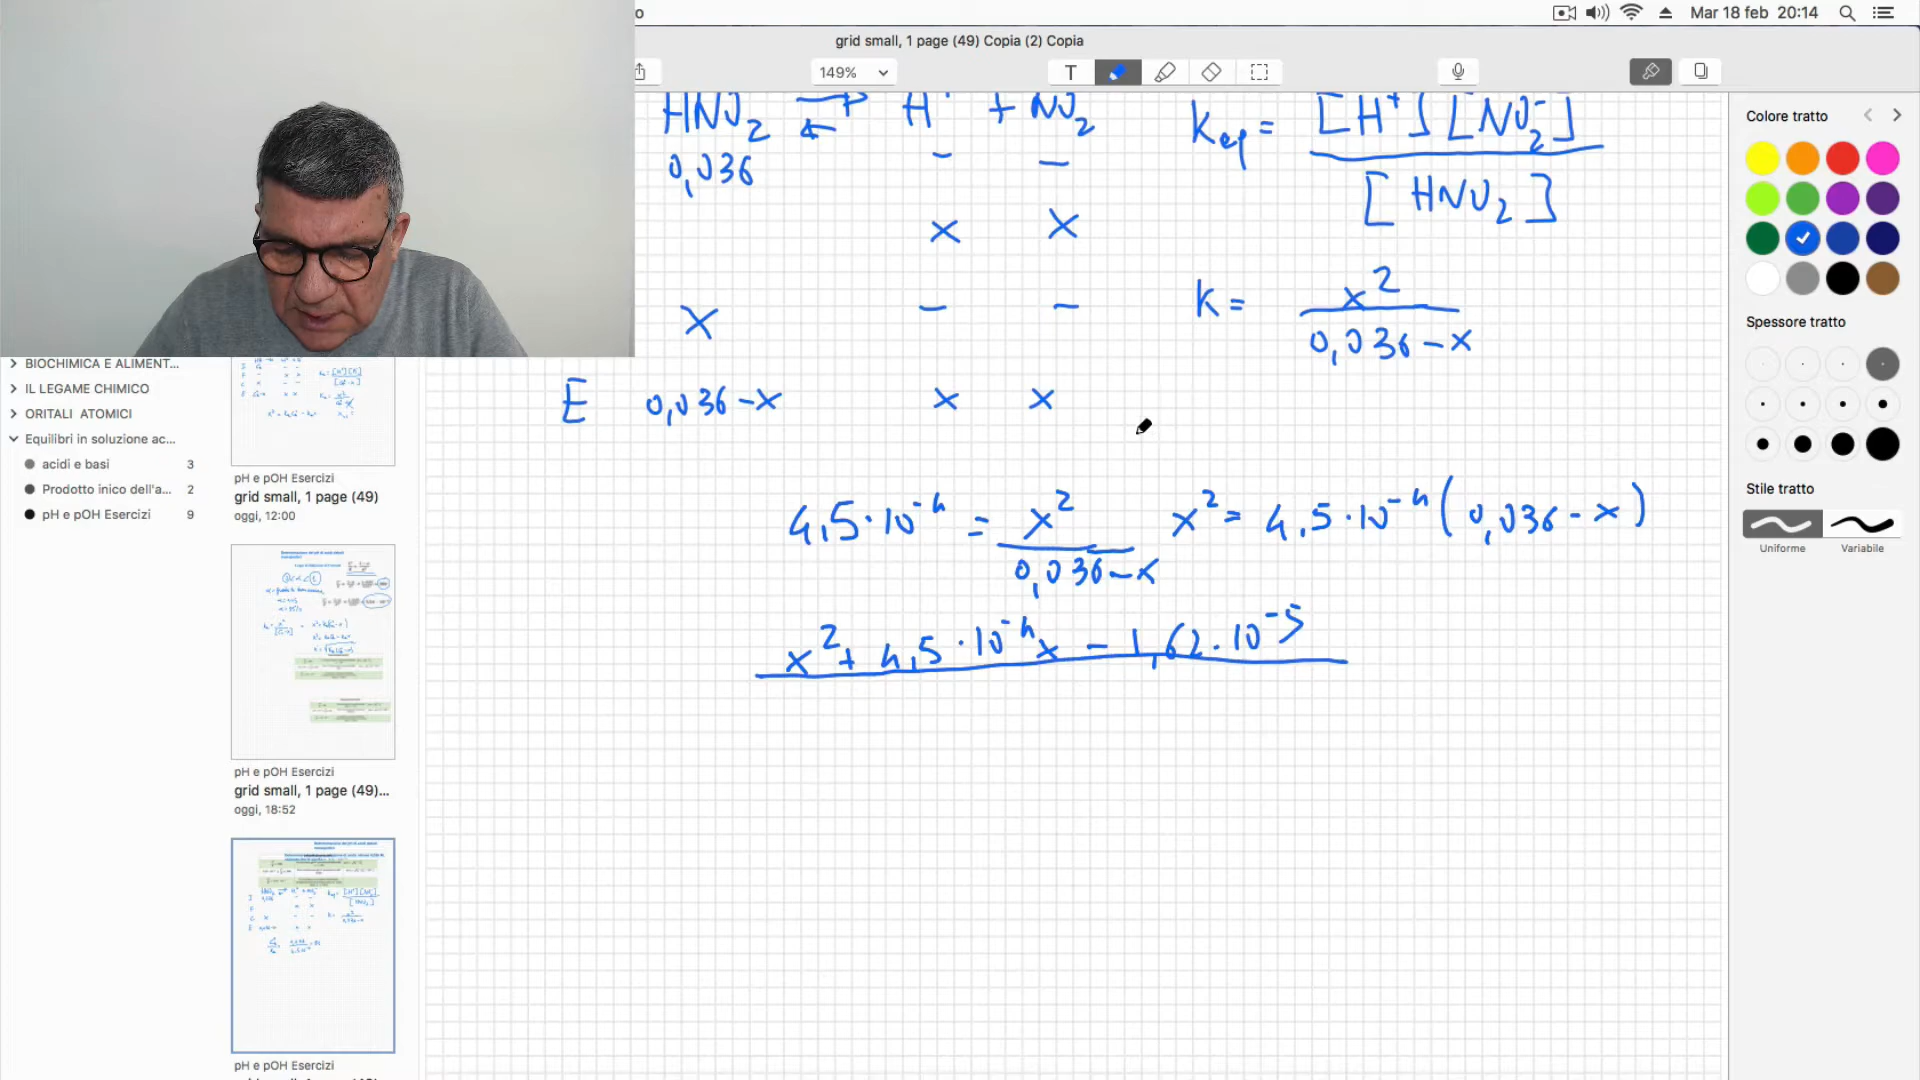 o
Mar 18 feb 20:14
grid small, 1 page (49) Copia (2) Copia
149%
T
HNO₂ ⇌ H⁺ + NO₂
0,036 – –
x x
x – –
E 0,036-x x x
Keq = [H⁺][NO₂⁻] / [HNO₂]
K = x² / 0,036-x
4,5·10⁻⁴ = x² / 0,036-x x² = 4,5·10⁻⁴(0,036-x)
x² + 4,5·10⁻⁴x - 1,62·10⁻⁵
BIOCHIMICA E ALIMENT...
IL LEGAME CHIMICO
ORITALI ATOMICI
Equilibri in soluzione ac...
acidi e basi 3
Prodotto inico dell'a... 2
pH e pOH Esercizi 9
pH e pOH Esercizi
grid small, 1 page (49)
oggi, 12:00
pH e pOH Esercizi
grid small, 1 page (49)...
oggi, 18:52
pH e pOH Esercizi
Colore tratto
Spessore tratto
Stile tratto
Uniforme Variabile